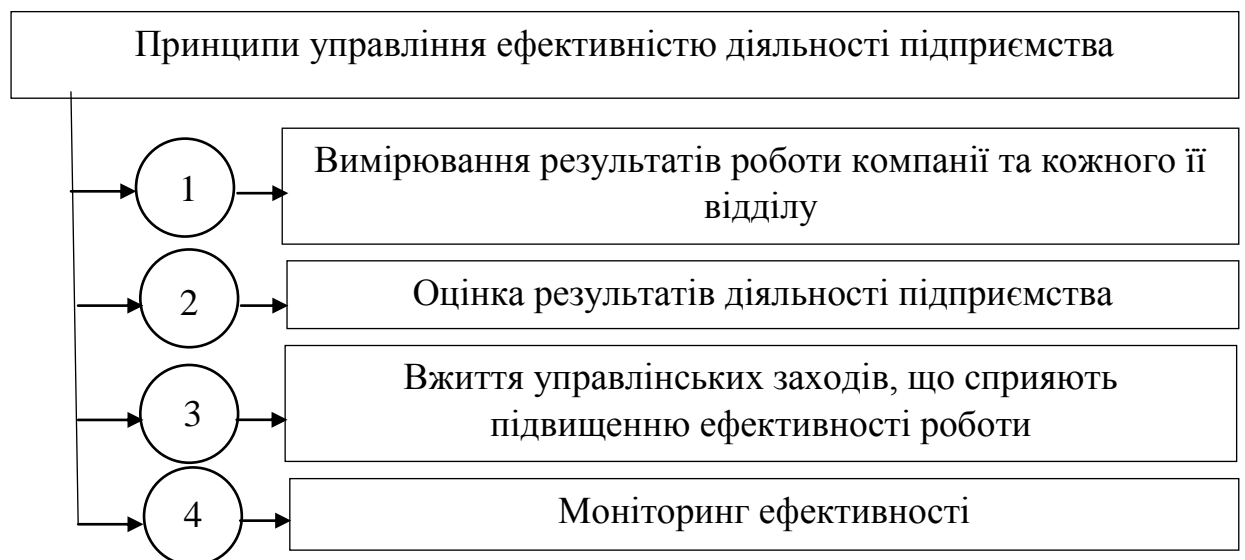 Принципи управління ефективністю діяльності підприємства
1
Вимірювання результатів роботи компанії та кожного її
відділу
2
Оцінка результатів діяльності підприємства
3
Вжиття управлінських заходів, що сприяють
підвищенню ефективності роботи
4
Моніторинг ефективності